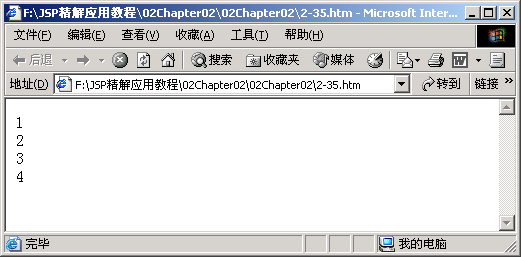 F:\JSP精解应用教程\02Chapter02\02Chapter02\2-35.htm - Microsoft Inter...
文件(F) 编辑(E) 查看(V) 收藏(A) 工具(T) 帮助(H)
后退 搜索 收藏夹 媒体
地址(D) F:\JSP精解应用教程\02Chapter02\02Chapter02\2-35.htm 转到 链接 »
1
2
3
4
完毕 我的电脑